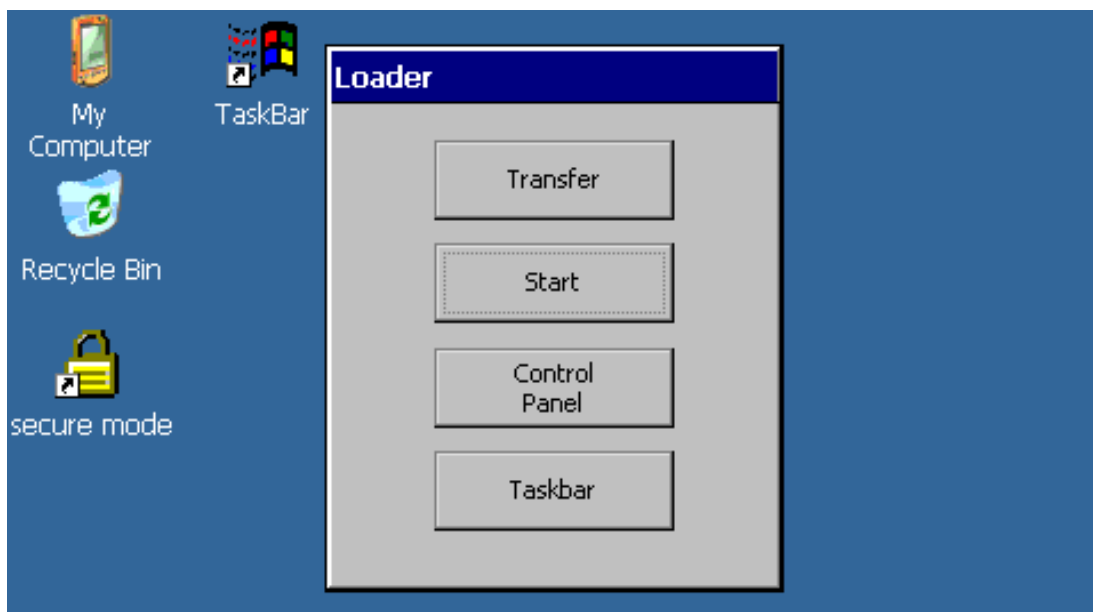 My
Computer
TaskBar
Recycle Bin
secure mode
Loader
Transfer
Start
Control
Panel
Taskbar